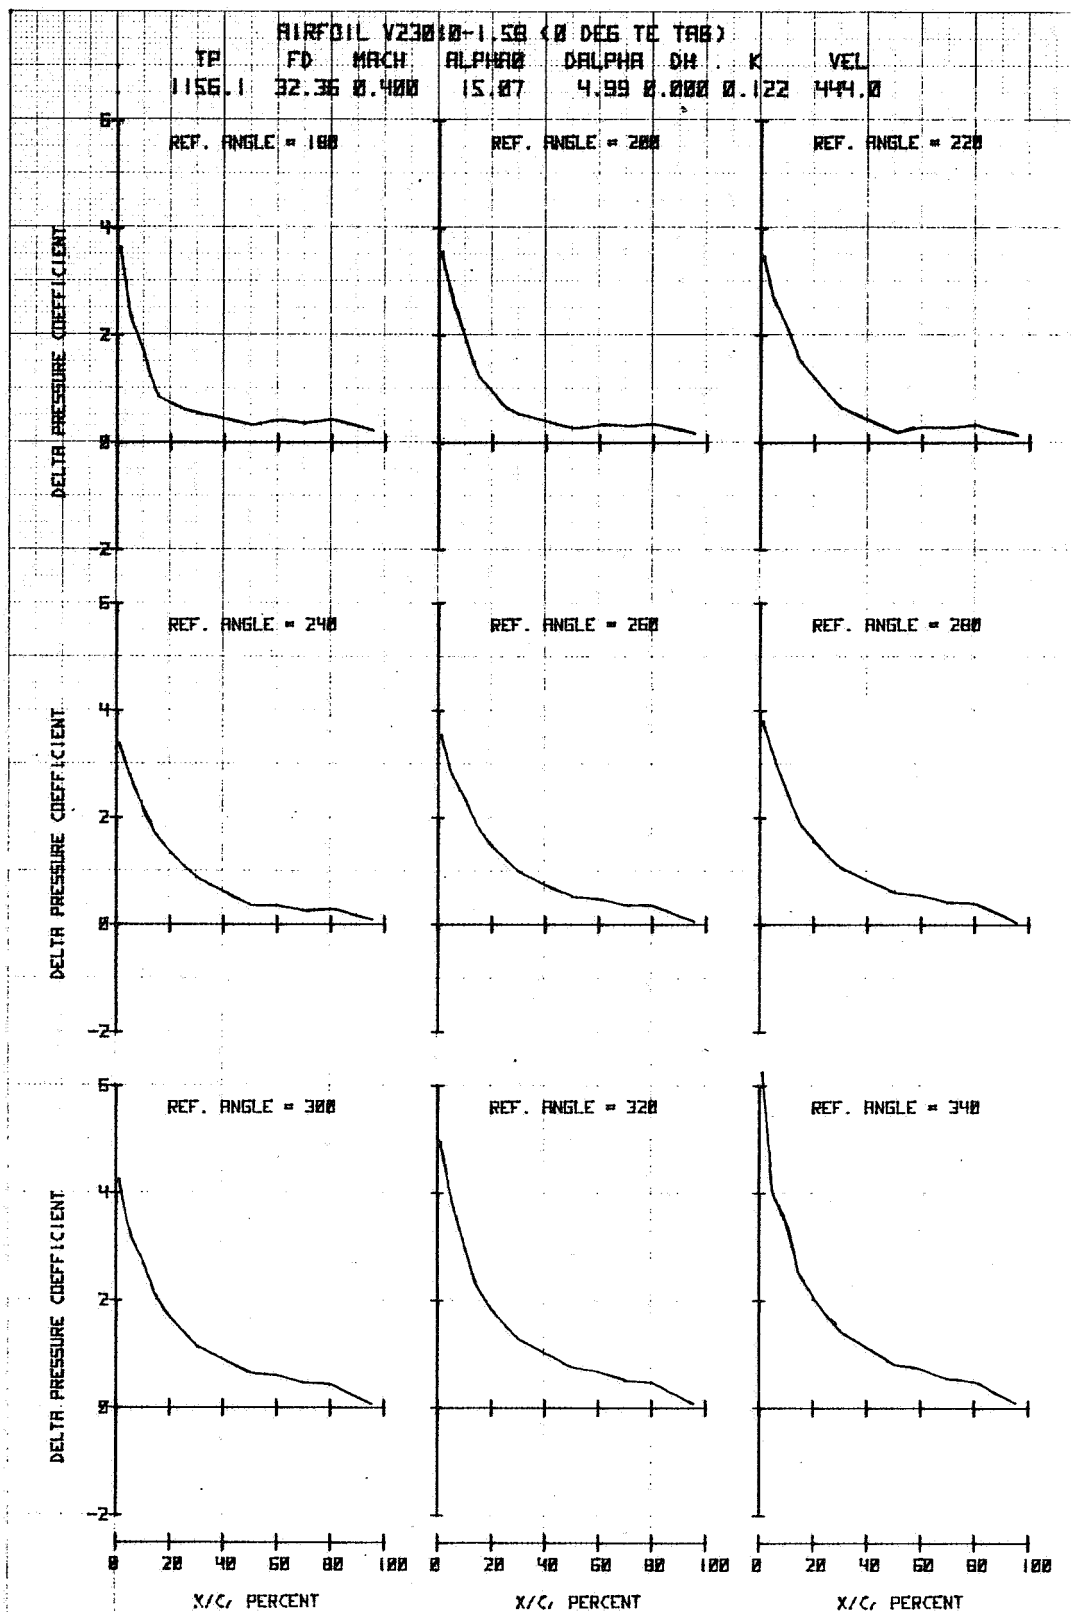 AIRFOIL V23010-1.58 (0 DEG TE TAB)
TP FD MACH ALPHA0 DALPHA DH K VEL
1156.1 32.36 0.400 15.07 4.99 0.000 0.122 444.0
REF. ANGLE = 180
REF. ANGLE = 200
REF. ANGLE = 220
DELTA PRESSURE COEFFICIENT
6
4
2
0
-2
REF. ANGLE = 240
REF. ANGLE = 260
REF. ANGLE = 280
DELTA PRESSURE COEFFICIENT
6
4
2
0
-2
REF. ANGLE = 300
REF. ANGLE = 320
REF. ANGLE = 340
DELTA PRESSURE COEFFICIENT
6
4
2
0
-2
0 20 40 60 80 100 0 20 40 60 80 100 0 20 40 60 80 100
X/C, PERCENT X/C, PERCENT X/C, PERCENT